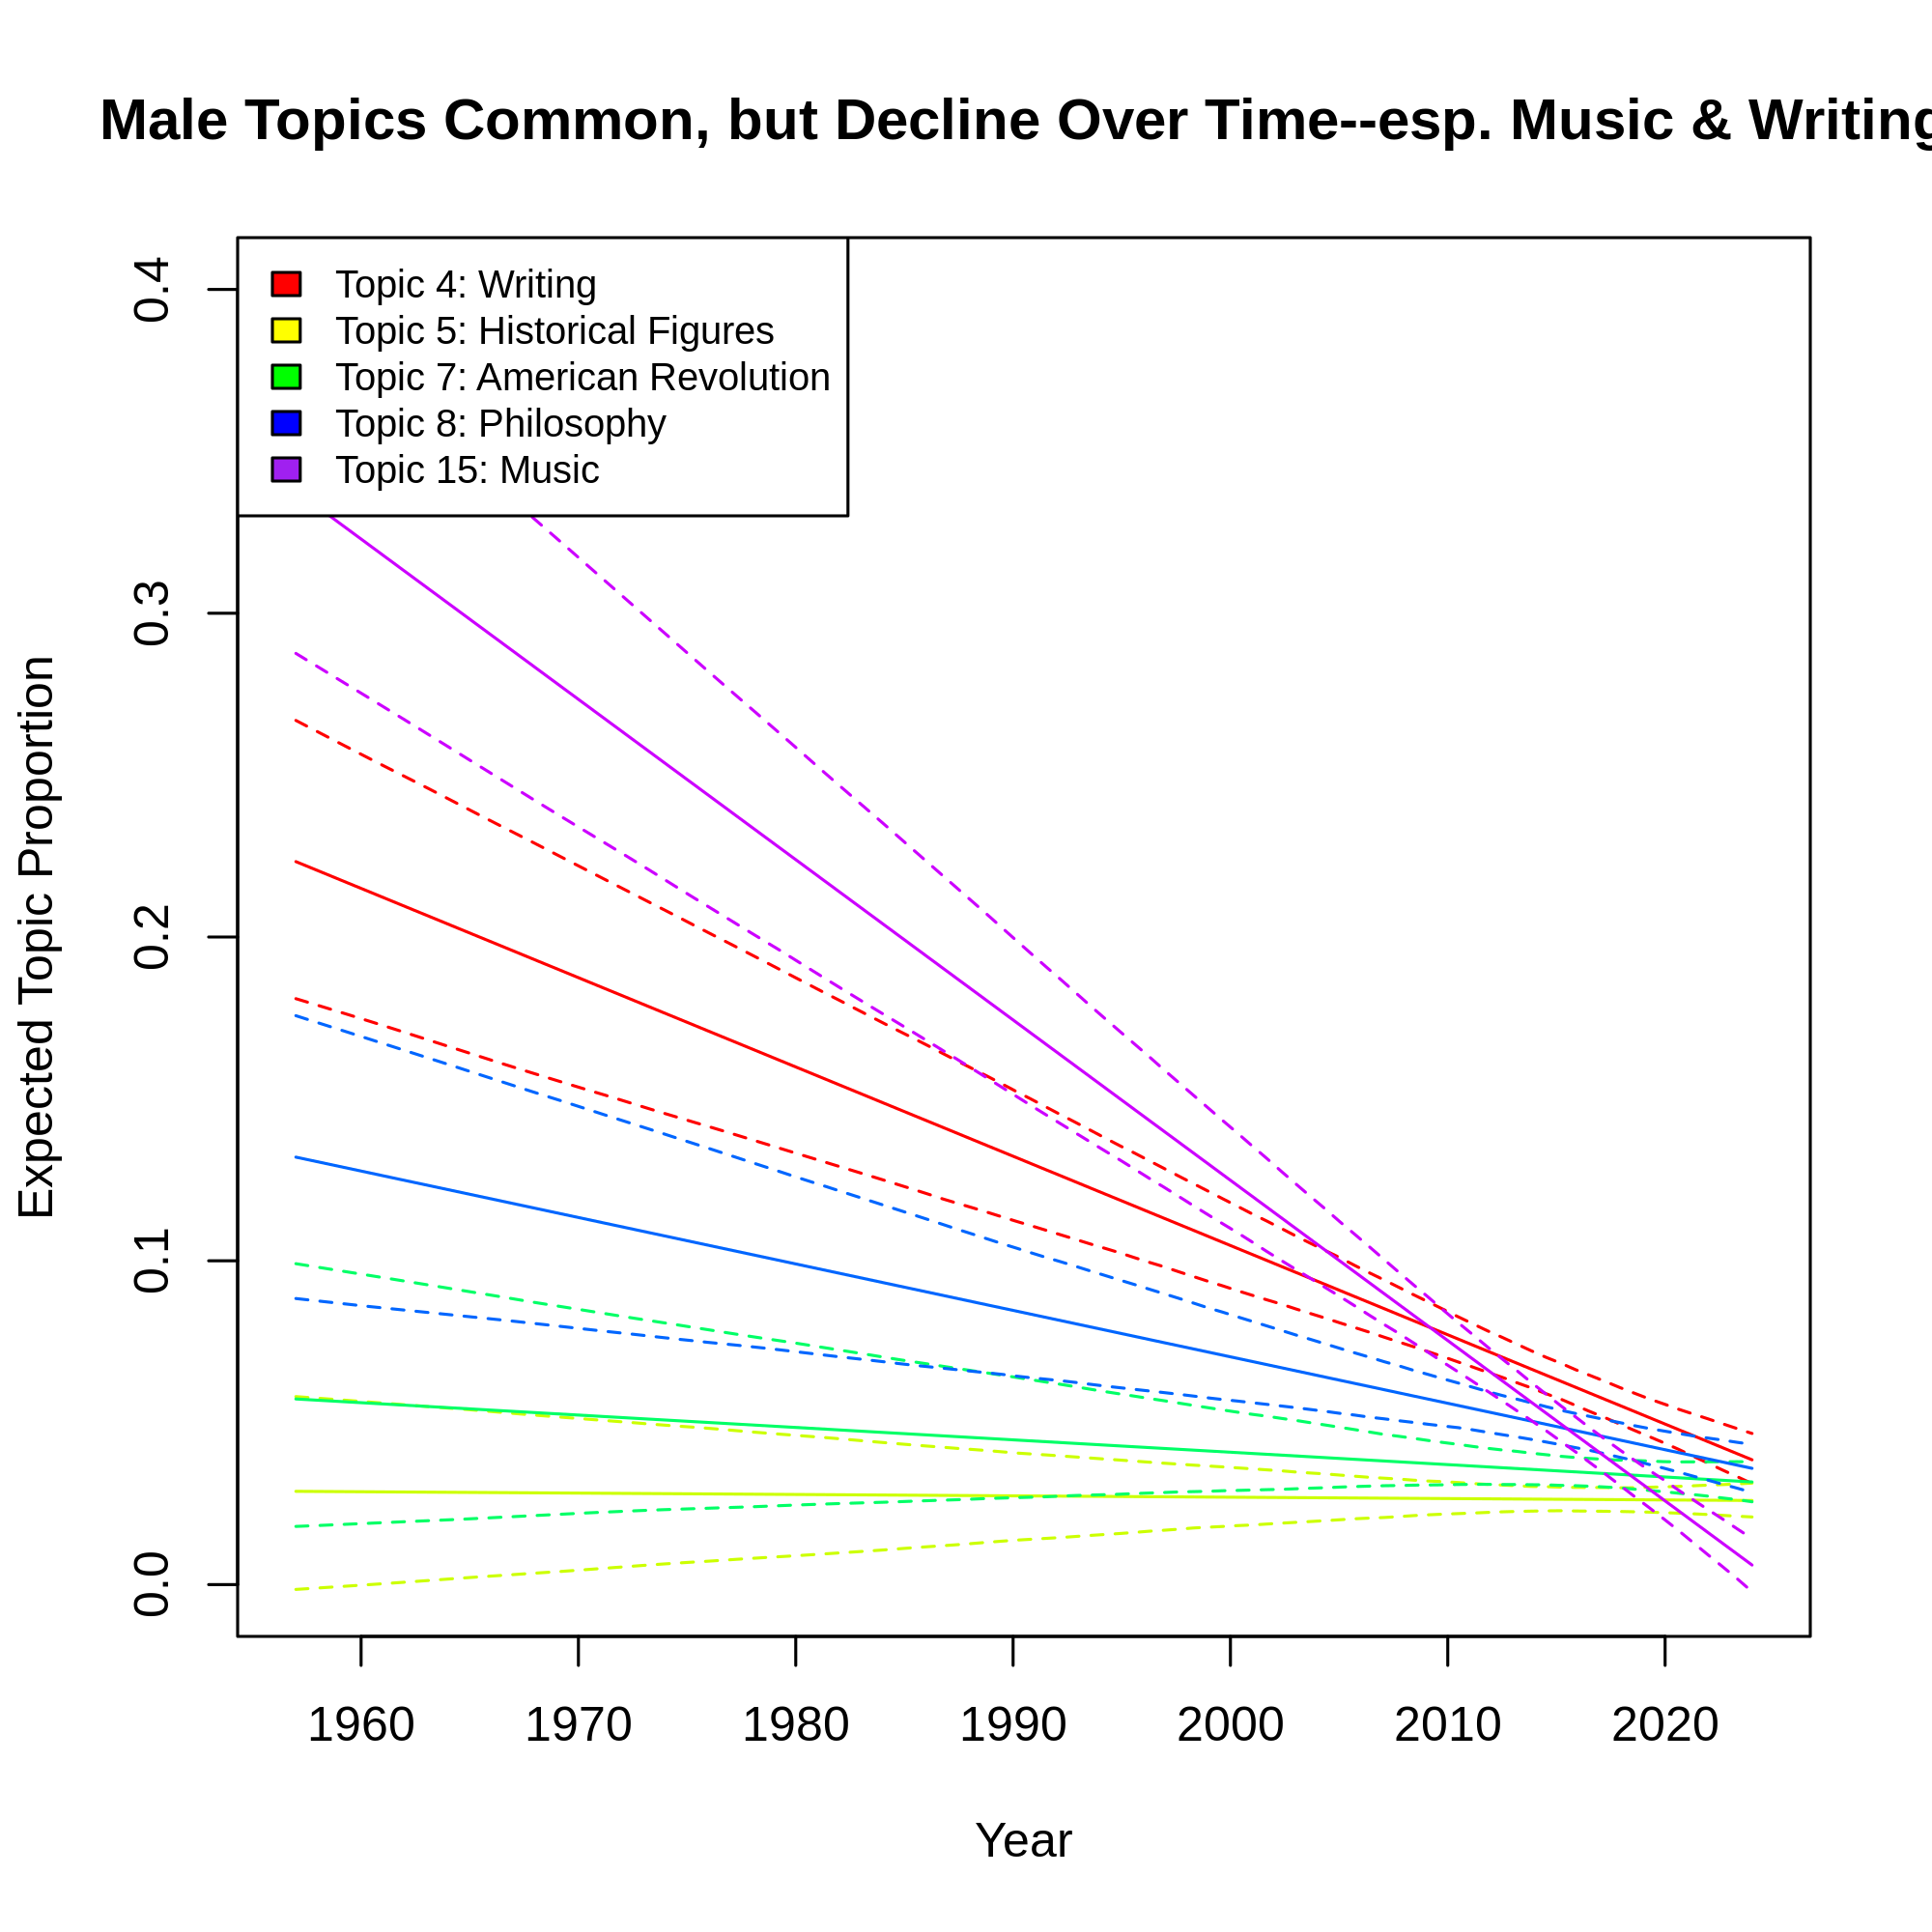 Male Topics Common, but Decline Over Time--esp. Music & Writing
Topic 4: Writing
Topic 5: Historical Figures
Topic 7: American Revolution
Topic 8: Philosophy
Topic 15: Music
Expected Topic Proportion
0.4
0.3
0.2
0.1
0.0
1960 1970 1980 1990 2000 2010 2020
Year